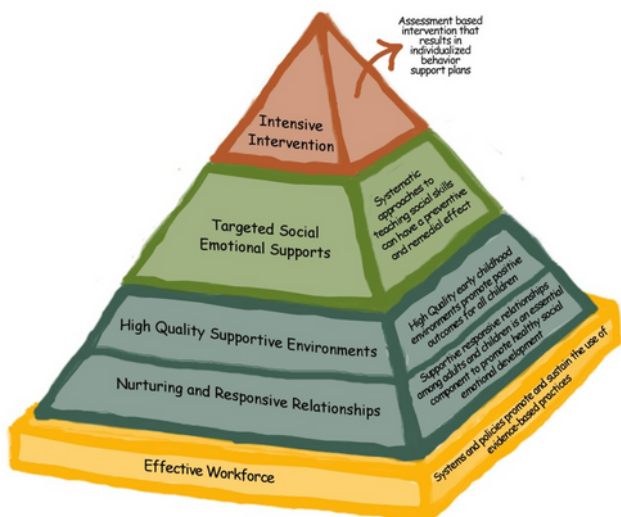 Assessment based
intervention that
results in
individualized
behavior
support plans
Intensive
Intervention
Targeted Social
Emotional Supports
Systematic
approaches to
teaching social skills
can have a preventive
and remedial effect
High Quality Supportive Environments
High Quality early childhood
environments promote positive
outcomes for all children
Nurturing and Responsive Relationships
Supportive responsive relationships
among adults and children is an essential
component to promote healthy social
emotional development
Effective Workforce
Systems and policies promote and sustain the use of
evidence-based practices